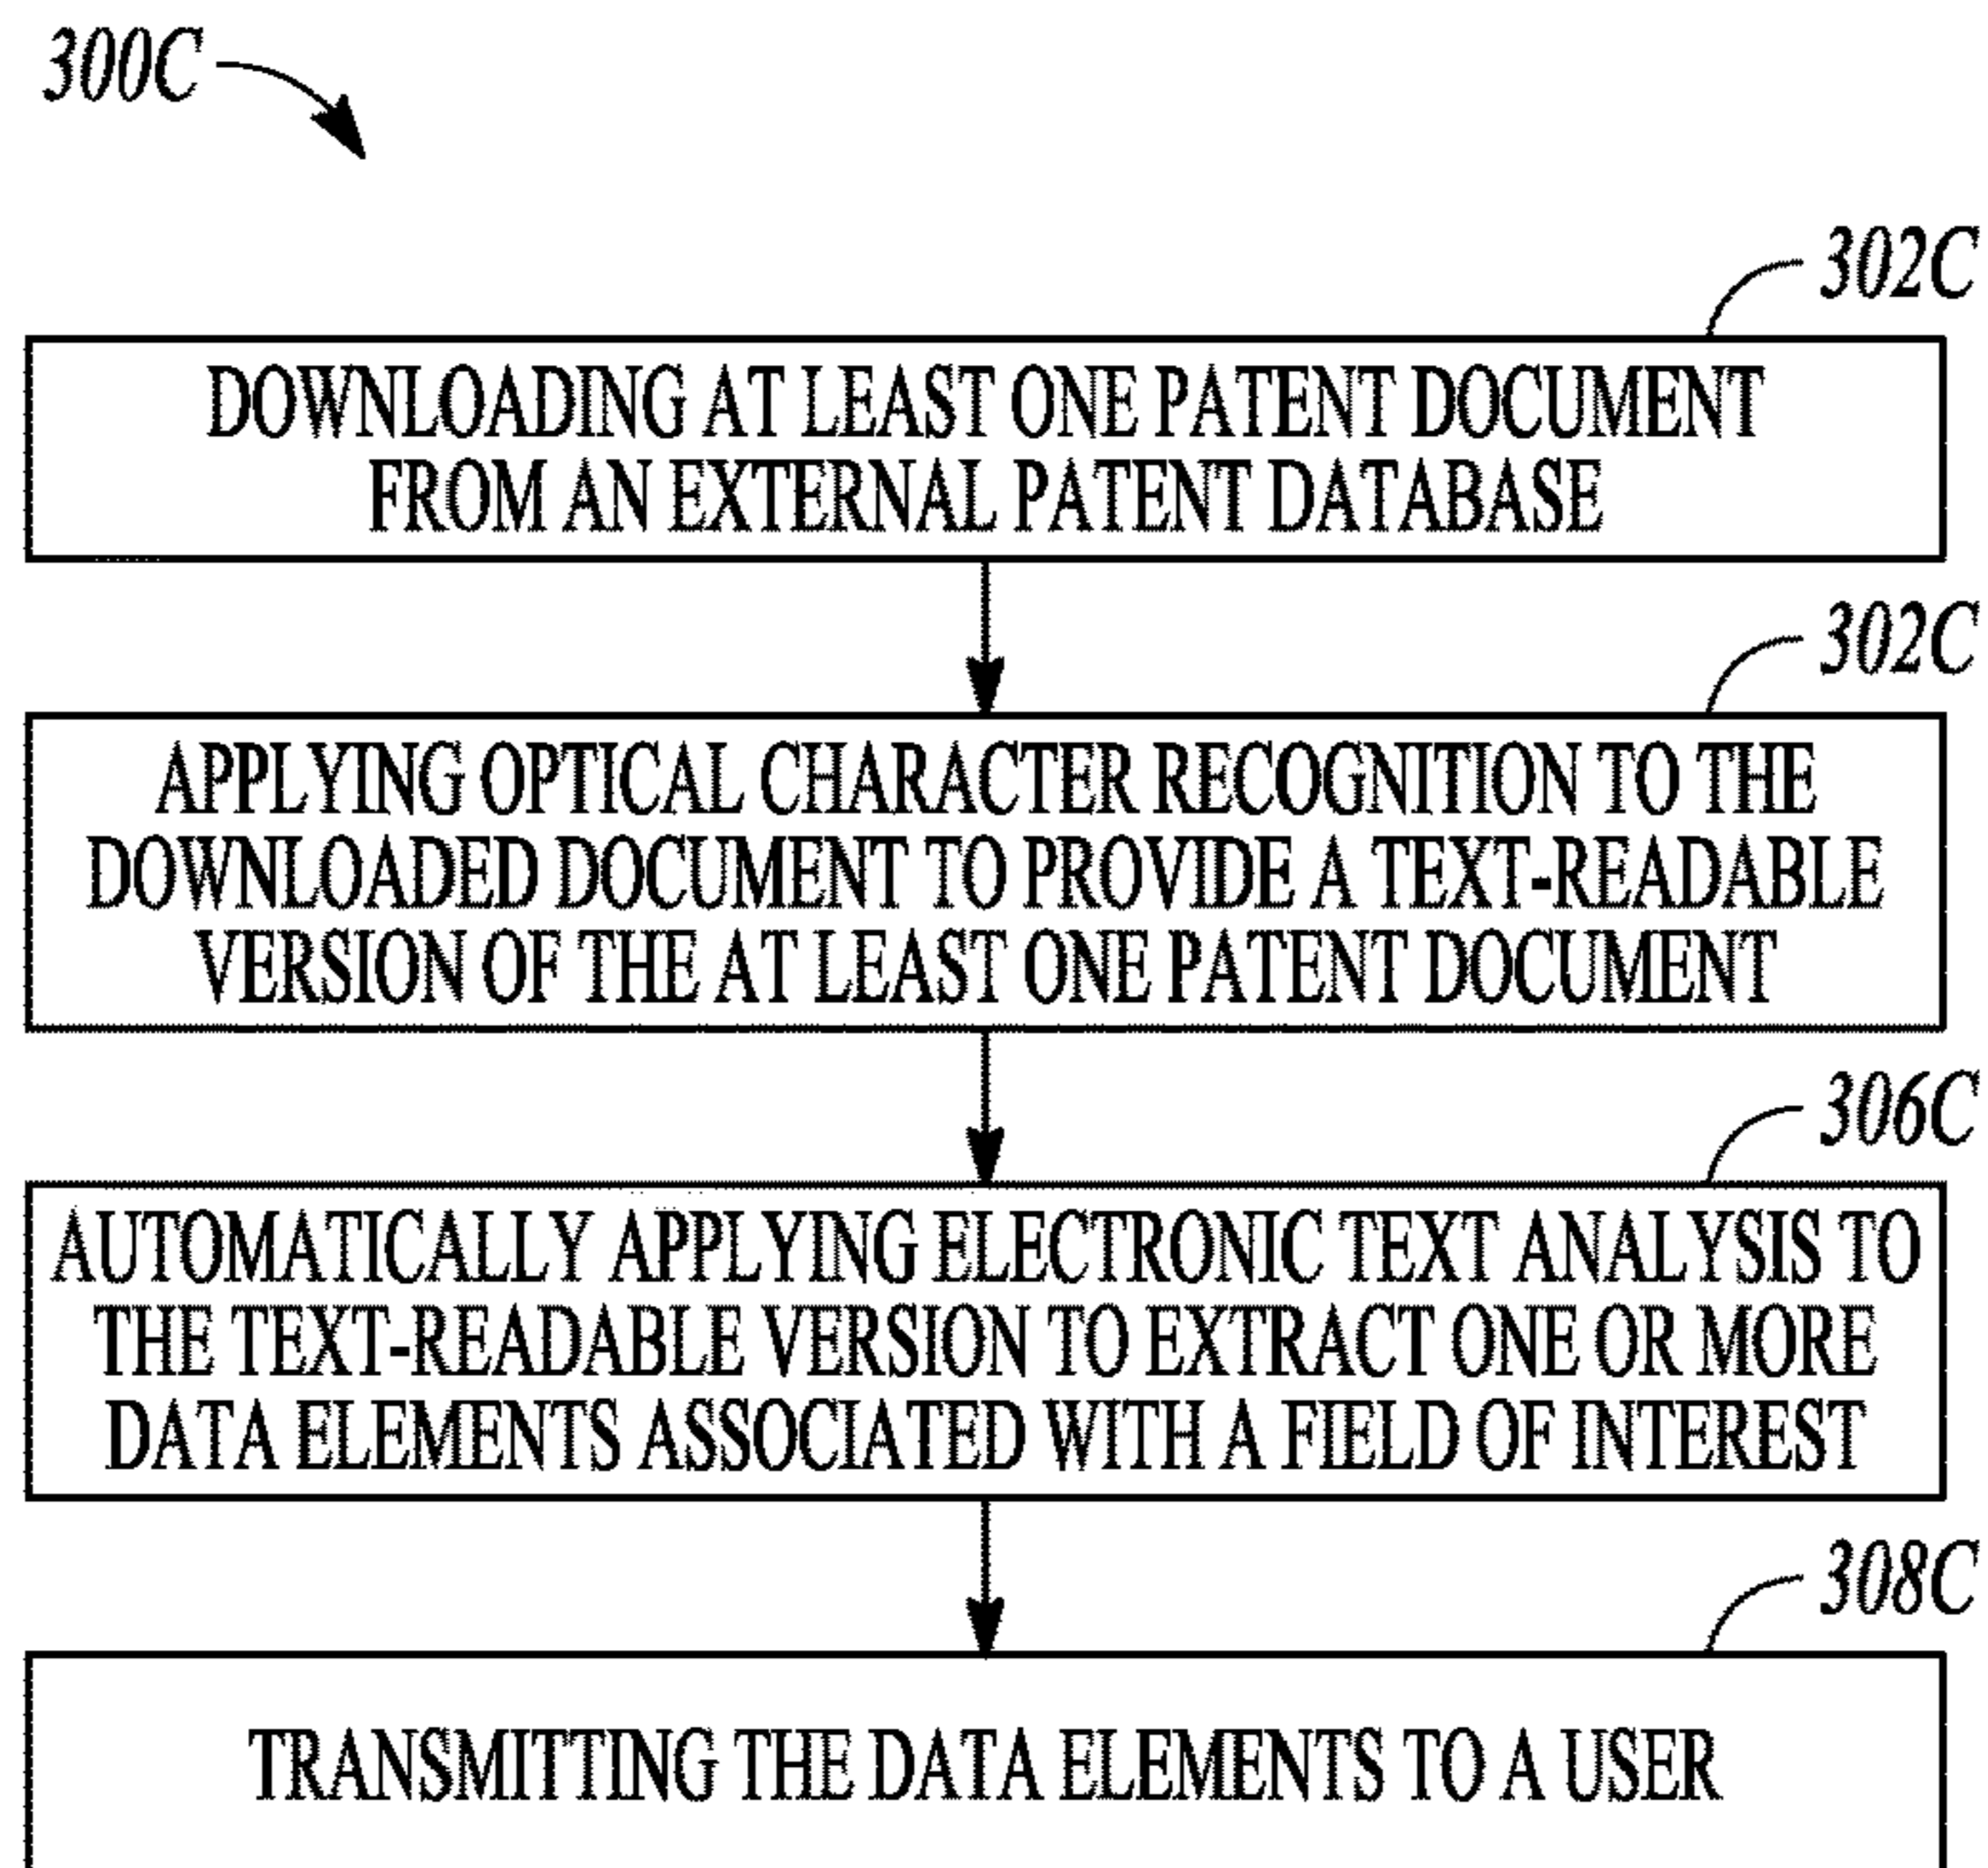 300C
302C
DOWNLOADING AT LEAST ONE PATENT DOCUMENT
FROM AN EXTERNAL PATENT DATABASE
302C
APPLYING OPTICAL CHARACTER RECOGNITION TO THE
DOWNLOADED DOCUMENT TO PROVIDE A TEXT-READABLE
VERSION OF THE AT LEAST ONE PATENT DOCUMENT
306C
AUTOMATICALLY APPLYING ELECTRONIC TEXT ANALYSIS TO
THE TEXT-READABLE VERSION TO EXTRACT ONE OR MORE
DATA ELEMENTS ASSOCIATED WITH A FIELD OF INTEREST
308C
TRANSMITTING THE DATA ELEMENTS TO A USER